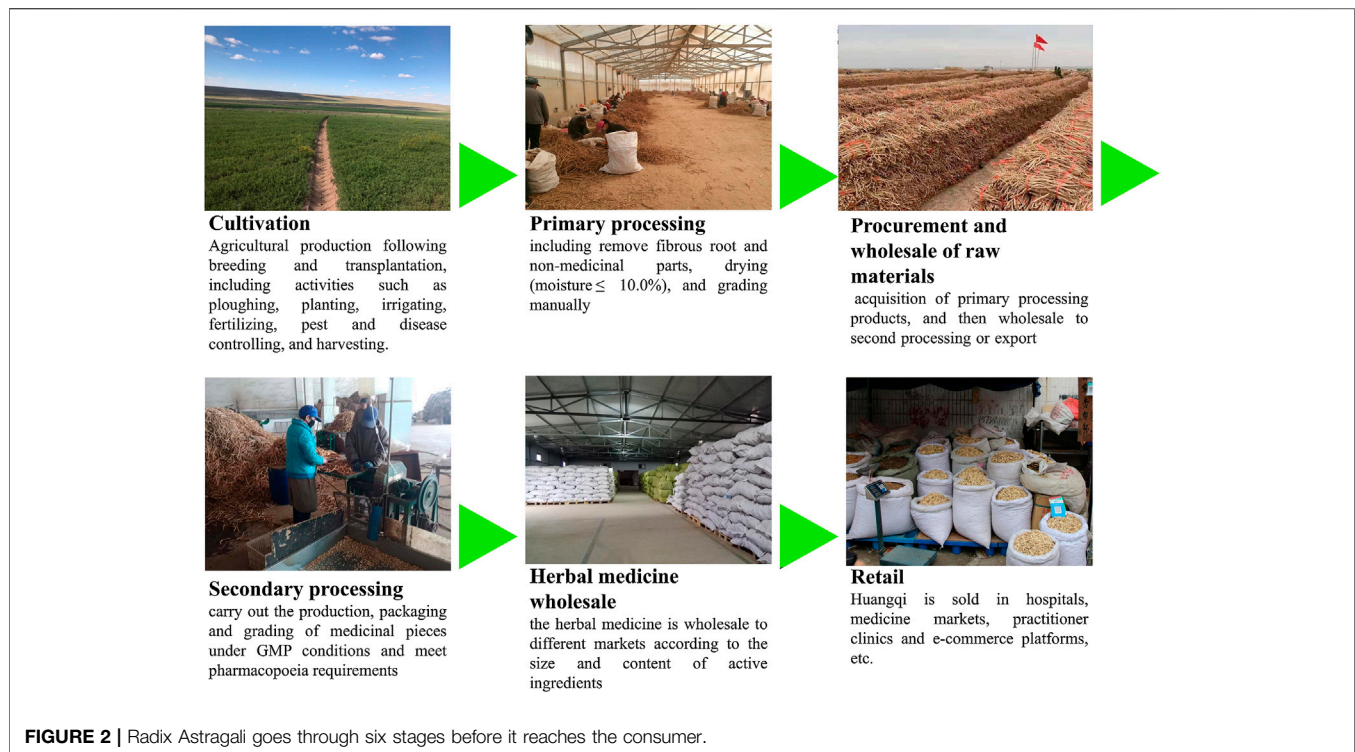 Cultivation
Agricultural production following
breeding and transplantation,
including activities such as
ploughing, planting, irrigating,
fertilizing, pest and disease
controlling, and harvesting.
Primary processing
including remove fibrous root and
non-medicinal parts, drying
(moisture ≤ 10.0%), and grading
manually
Procurement and
wholesale of raw
materials
acquisition of primary processing
products, and then wholesale to
second processing or export
Secondary processing
carry out the production, packaging
and grading of medicinal pieces
under GMP conditions and meet
pharmacopoeia requirements
Herbal medicine
wholesale
the herbal medicine is wholesale to
different markets according to the
size and content of active
ingredients
Retail
Huangqi is sold in hospitals,
medicine markets, practitioner
clinics and e-commerce platforms,
etc.
FIGURE 2 | Radix Astragali goes through six stages before it reaches the consumer.